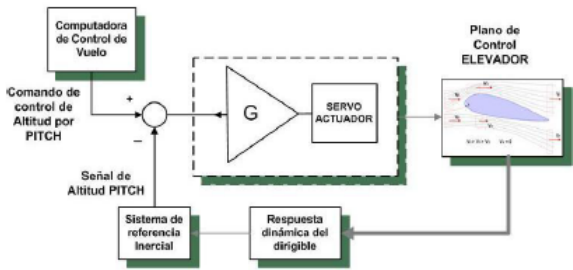 Computadora
de Control de
Vuelo
Comando de
control de
Altitud por
PITCH
+
−
G
SERVO
ACTUADOR
Plano de
Control
ELEVADOR
Señal de
Altitud PITCH
Sistema de
referencia
Inercial
Respuesta
dinámica del
dirigible